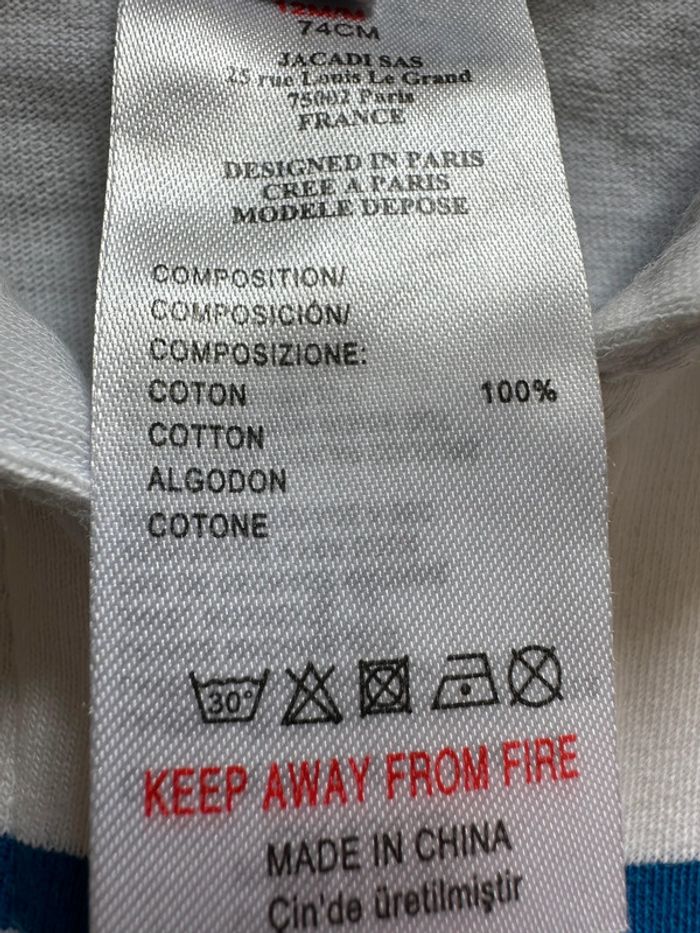 12M/M
74CM
JACADI SAS
25 rue Louis Le Grand
75002 Paris
FRANCE
DESIGNED IN PARIS
CREE A PARIS
MODELE DEPOSE
COMPOSITION/
COMPOSICIÓN/
COMPOSIZIONE:
COTON 100%
COTTON
ALGODON
COTONE
30°
KEEP AWAY FROM FIRE
MADE IN CHINA
Çin'de üretilmiştir